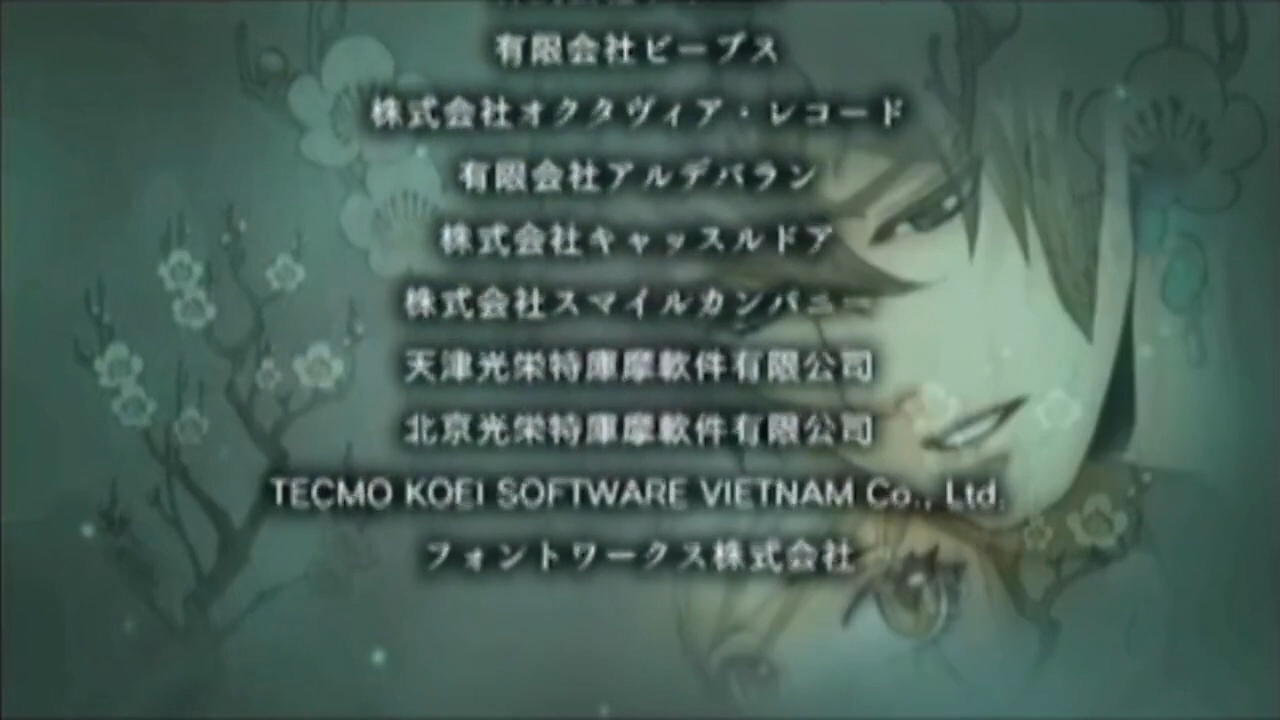 有限会社ビープス
株式会社オクタヴィア・レコード
有限会社アルデバラン
株式会社キャッスルドア
株式会社スマイルカンパニー
天津光栄特庫摩軟件有限公司
北京光栄特庫摩軟件有限公司
TECMO KOEI SOFTWARE VIETNAM Co., Ltd.
フォントワークス株式会社